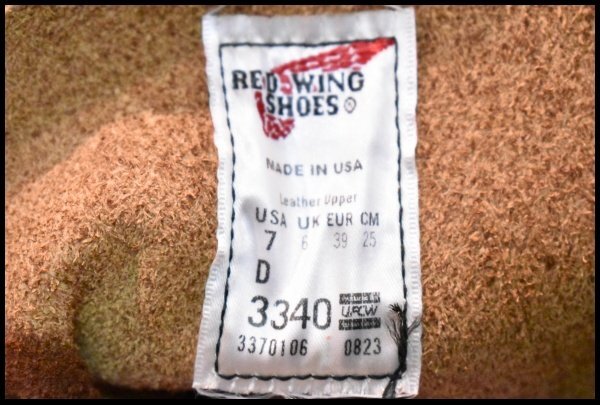 RED WING
SHOES ®
MADE IN USA
Leather Upper
USA UK EUR CM
7 6 39 25
D
3340 UFCW
3370106 0823